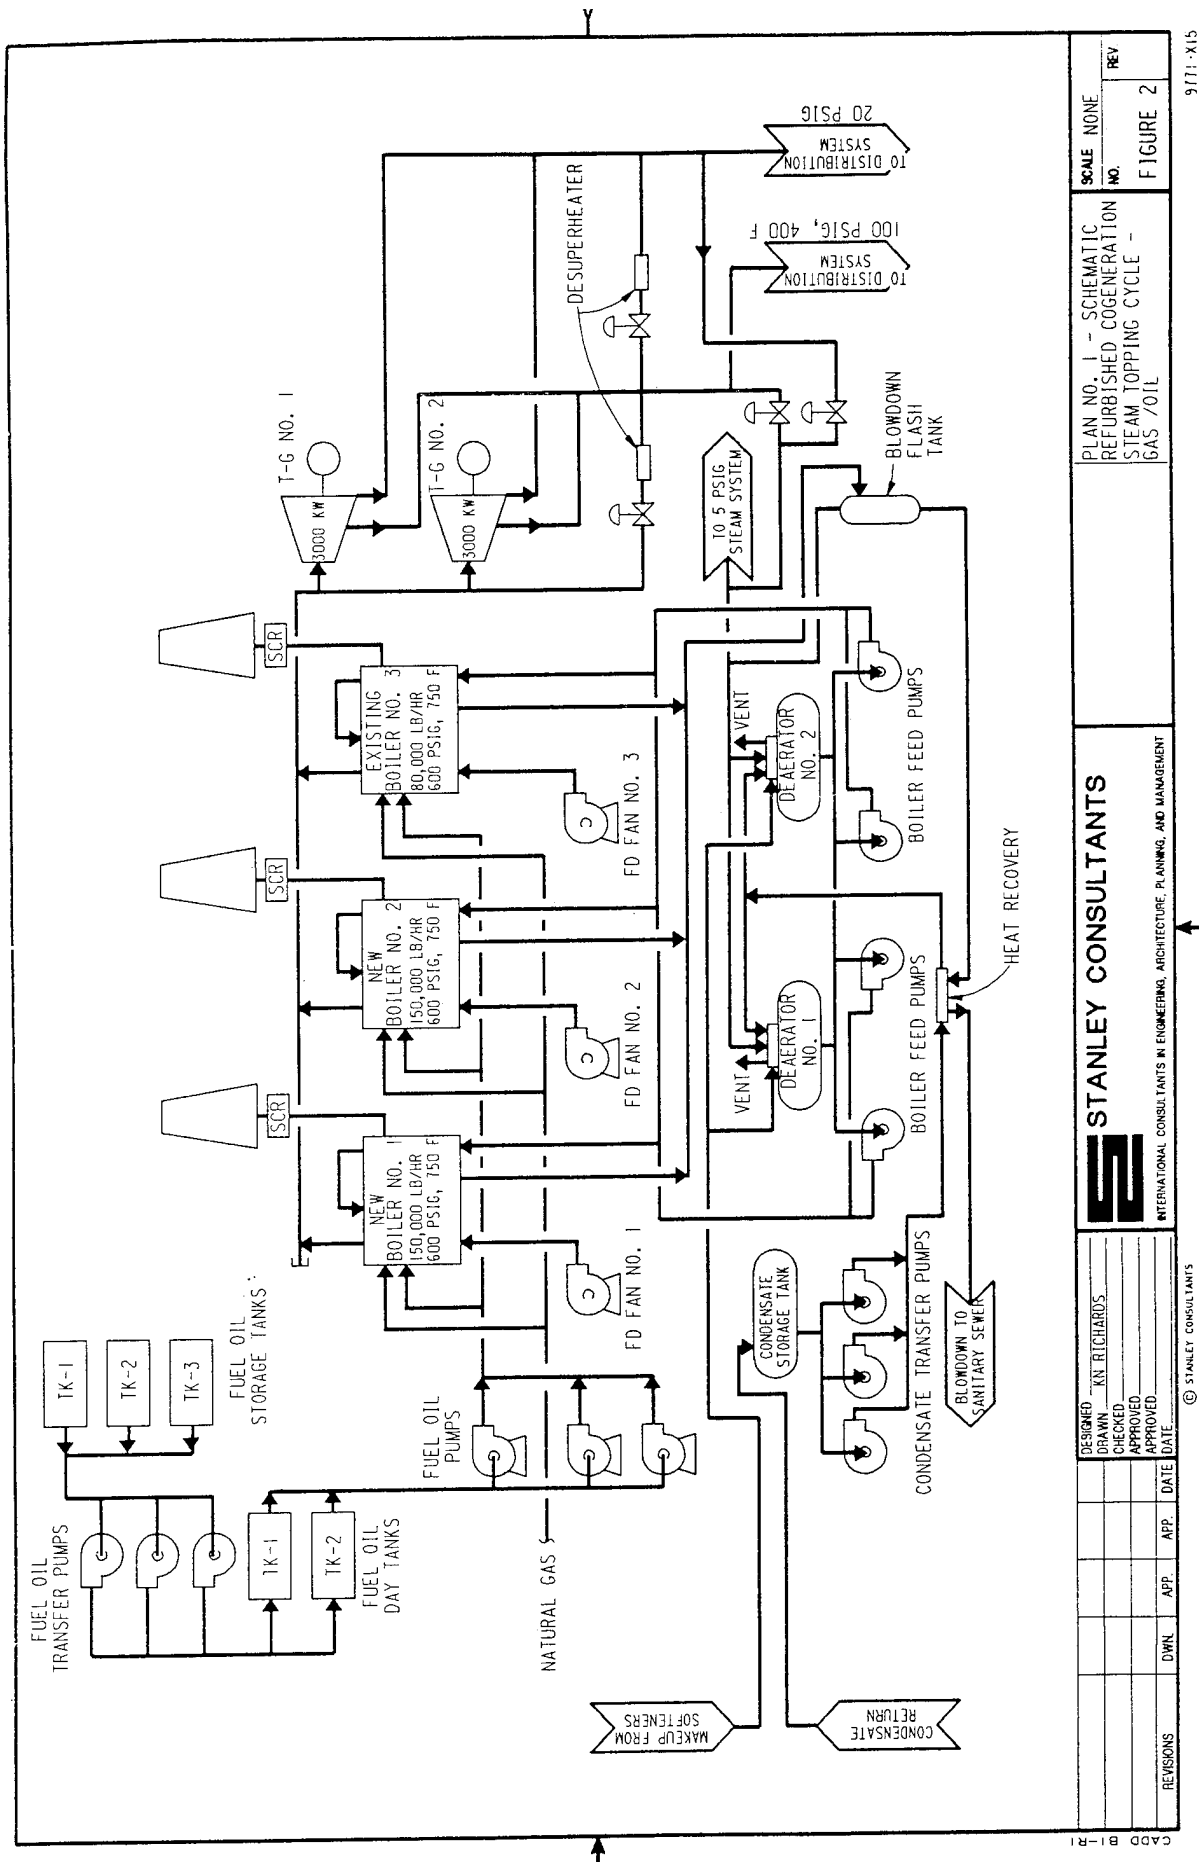 FUEL OIL
TRANSFER PUMPS
TK-1
TK-2
TK-3
FUEL OIL
STORAGE TANKS
TK-1
TK-2
FUEL OIL
DAY TANKS
FUEL OIL
PUMPS
NATURAL GAS
SCR
SCR
SCR
NEW
BOILER NO. 1
150,000 LB/HR
600 PSIG, 750 F
NEW
BOILER NO. 2
150,000 LB/HR
600 PSIG, 750 F
EXISTING
BOILER NO. 3
80,000 LB/HR
600 PSIG, 750 F
C
C
C
FD FAN NO. 1
FD FAN NO. 2
FD FAN NO. 3
T-G NO. 1
3000 KW
T-G NO. 2
3000 KW
DESUPERHEATER
TO DISTRIBUTION
SYSTEM
20 PSIG
TO DISTRIBUTION
SYSTEM
100 PSIG, 400 F
TO 5 PSIG
STEAM SYSTEM
BLOWDOWN
FLASH
TANK
MAKEUP FROM
SOFTENERS
CONDENSATE
RETURN
CONDENSATE
STORAGE TANK
CONDENSATE TRANSFER PUMPS
BLOWDOWN TO
SANITARY SEWER
VENT
DEAERATOR
NO. 1
VENT
DEAERATOR
NO. 2
BOILER FEED PUMPS
BOILER FEED PUMPS
HEAT RECOVERY
REVISIONS
DWN.
APP.
APP.
DATE
DESIGNED
DRAWN KN RICHARDS
CHECKED
APPROVED
APPROVED
DATE
STANLEY CONSULTANTS
INTERNATIONAL CONSULTANTS IN ENGINEERING, ARCHITECTURE, PLANNING, AND MANAGEMENT
PLAN NO. 1 - SCHEMATIC
REFURBISHED COGENERATION
STEAM TOPPING CYCLE -
GAS /OIL
SCALE NONE
NO.
REV
FIGURE 2
CADD B1-R1
© STANLEY CONSULTANTS
9771-X15